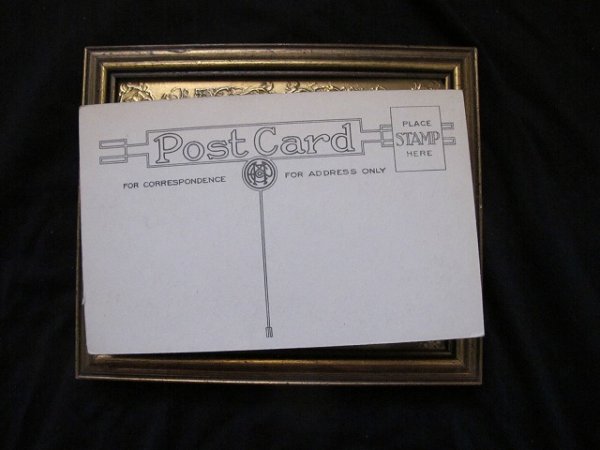 Post Card
PLACE
STAMP
HERE
FOR CORRESPONDENCE
FOR ADDRESS ONLY